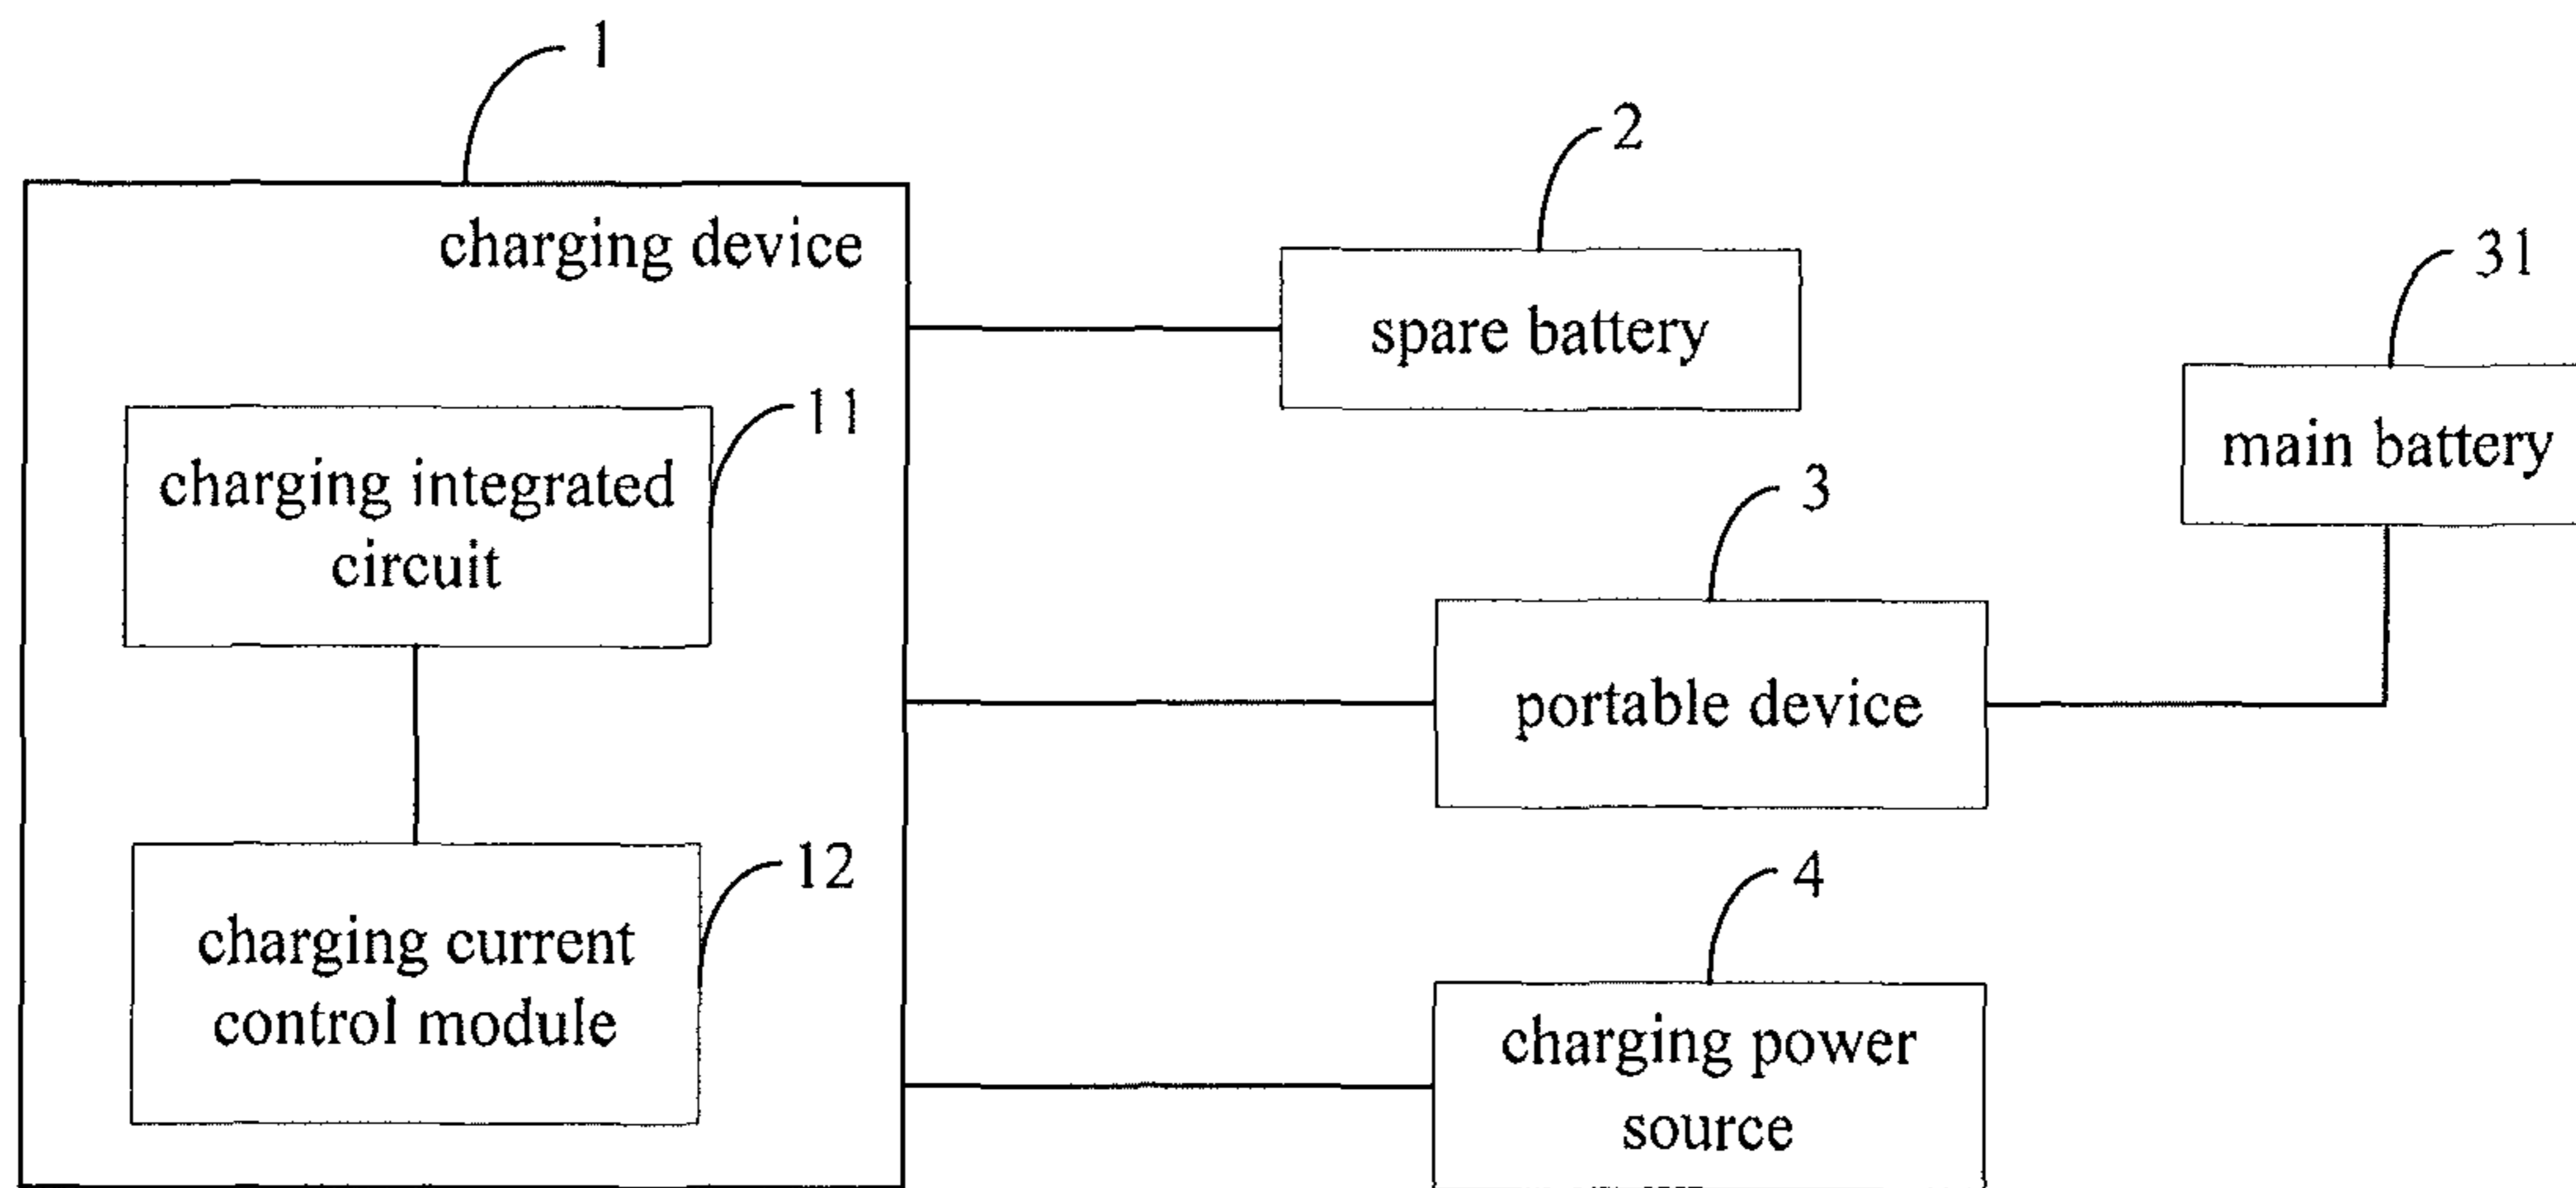 1
2
charging device
31
spare battery
11
main battery
charging integrated
circuit
3
portable device
12
4
charging current
control module
charging power
source